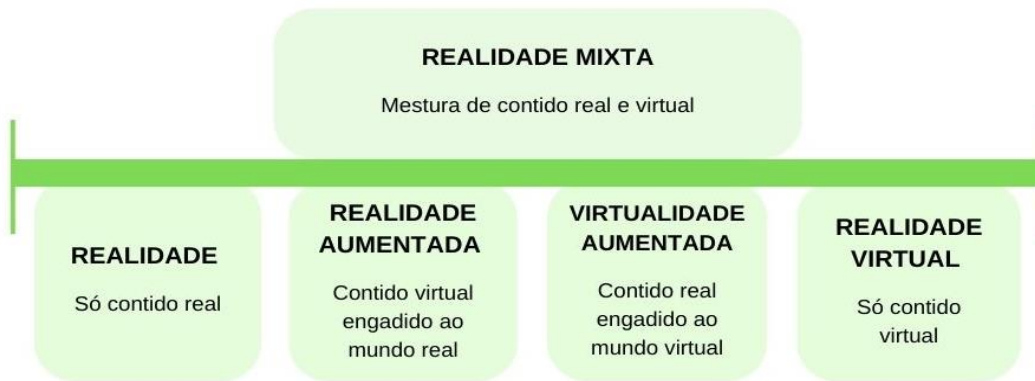 REALIDADE MIXTA
Mestura de contido real e virtual
REALIDADE
Só contido real
REALIDADE
AUMENTADA
Contido virtual
engadido ao
mundo real
VIRTUALIDADE
AUMENTADA
Contido real
engadido ao
mundo virtual
REALIDADE
VIRTUAL
Só contido
virtual